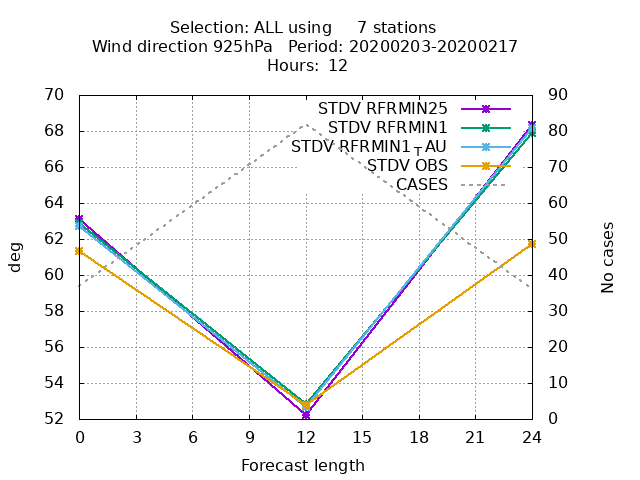 Selection: ALL using     7 stations
Wind direction 925hPa   Period: 20200203-20200217
Hours: 12
70
68
66
64
62
60
58
56
54
52
90
80
70
60
50
40
30
20
10
0
STDV RFRMIN25
STDV RFRMIN1
STDV RFRMIN1TAU
STDV OBS
CASES
deg
No cases
0 3 6 9 12 15 18 21 24
Forecast length